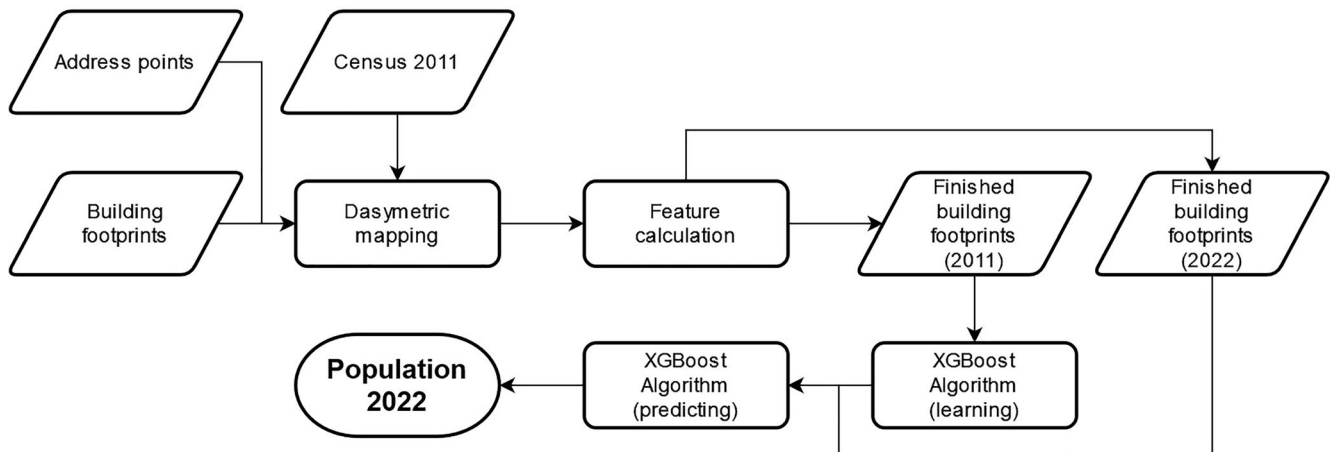 Address points
Census 2011
Building
footprints
Dasymetric
mapping
Feature
calculation
Finished
building
footprints
(2011)
Finished
building
footprints
(2022)
Population
2022
XGBoost
Algorithm
(predicting)
XGBoost
Algorithm
(learning)